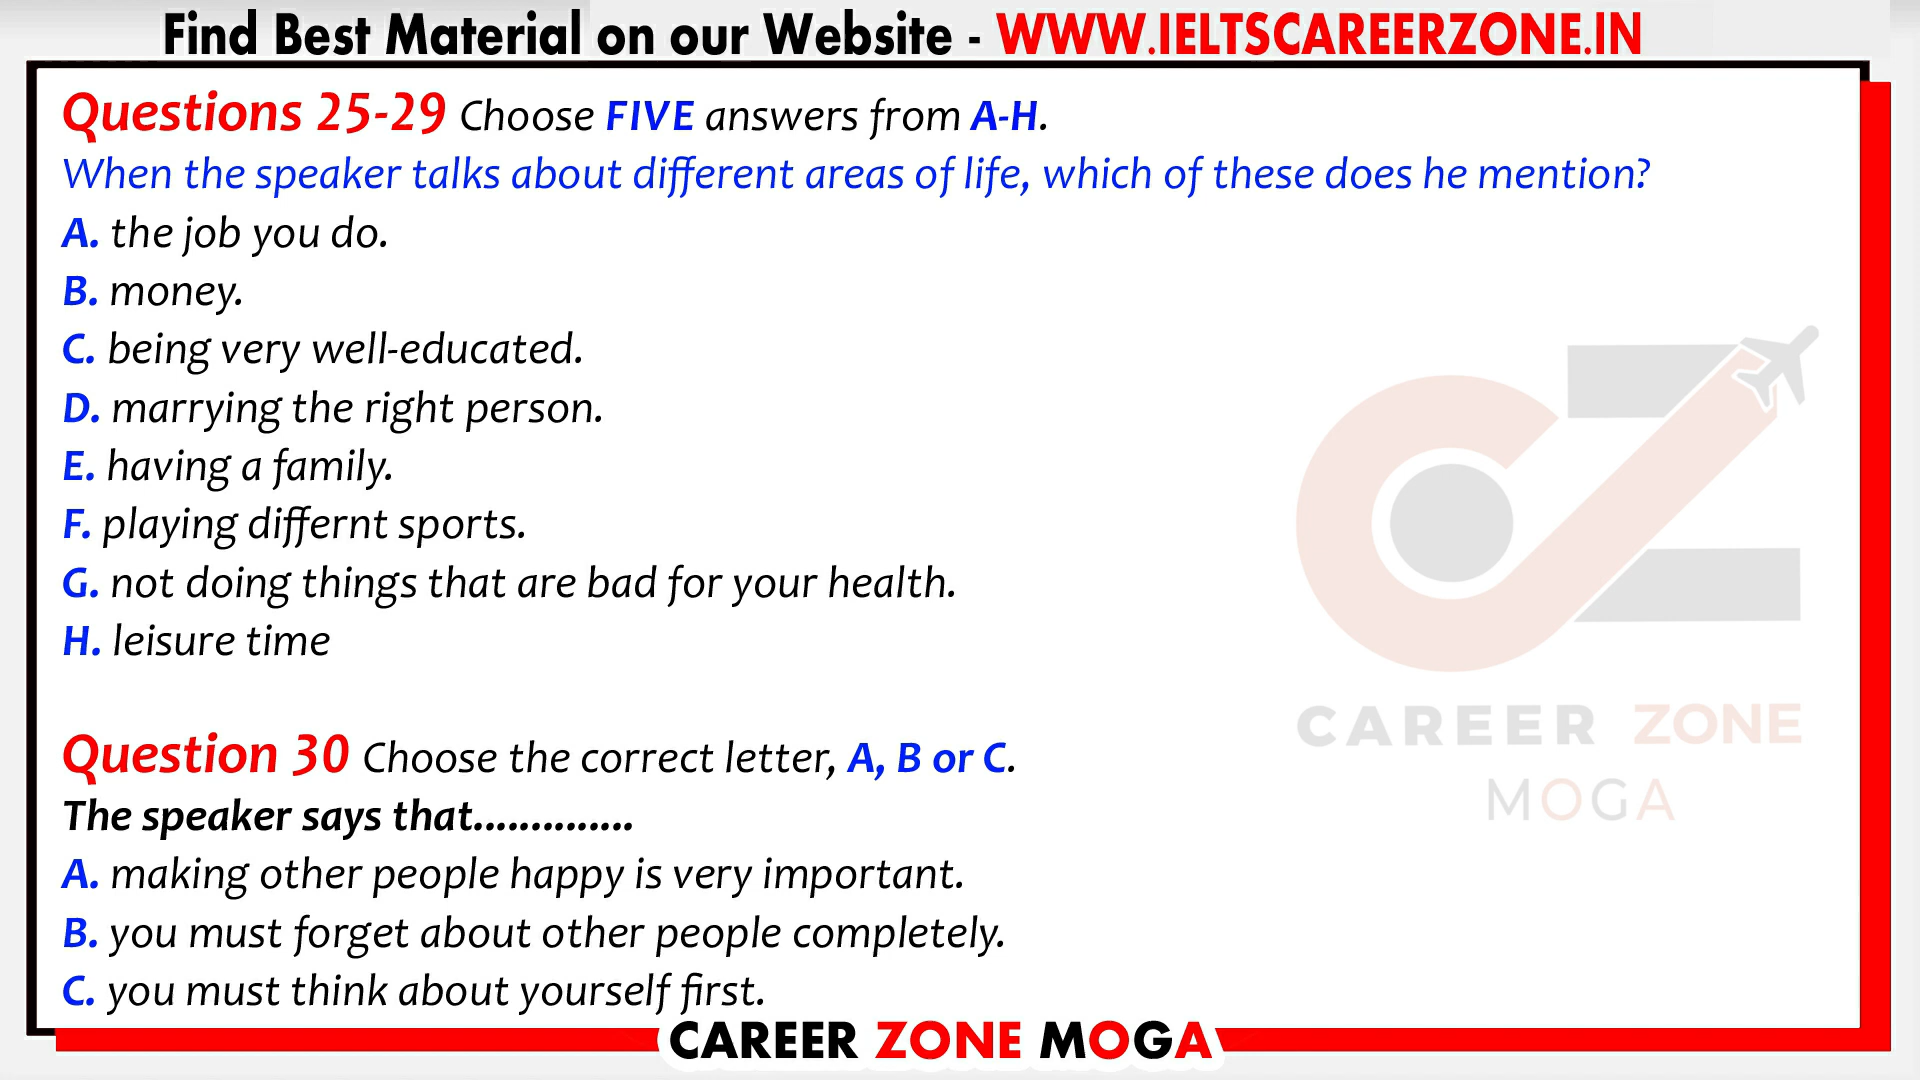 Find Best Material on our Website - WWW.IELTSCAREERZONE.IN
Questions 25-29 Choose FIVE answers from A-H.
When the speaker talks about different areas of life, which of these does he mention?
A. the job you do.
B. money.
C. being very well-educated.
D. marrying the right person.
E. having a family.
F. playing differnt sports.
G. not doing things that are bad for your health.
H. leisure time
CAREER ZONE
MOGA
Question 30 Choose the correct letter, A, B or C.
The speaker says that..............
A. making other people happy is very important.
B. you must forget about other people completely.
C. you must think about yourself first.
CAREER ZONE MOGA